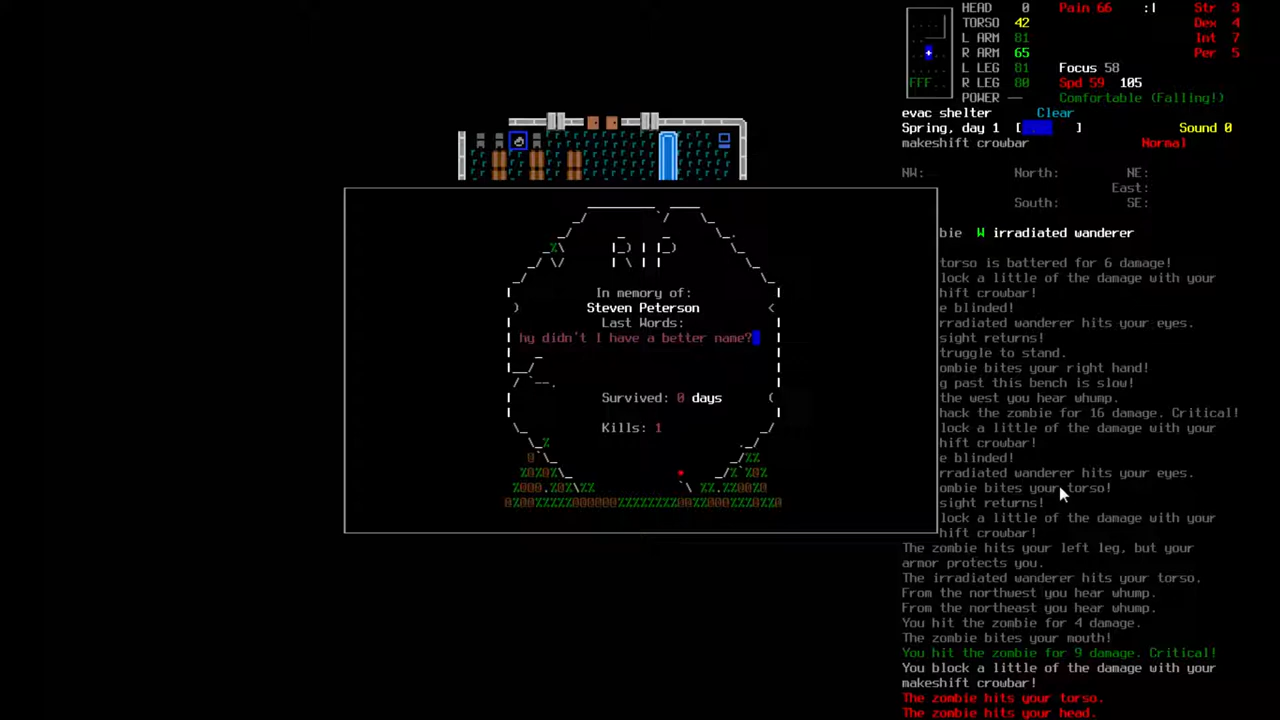 HEAD 0 Pain 66 :| Str 3
TORSO 42 Dex 4
L ARM 81 Int 7
R ARM 65 Per 5
L LEG 81 Focus 58
R LEG 80 Spd 59 105
POWER -- Comfortable (Falling!)
evac shelter Clear
Spring, day 1 [ ] Sound 0
makeshift crowbar Normal
NW: North: NE:
East:
South: SE:
bie W irradiated wanderer
torso is battered for 6 damage!
lock a little of the damage with your
hift crowbar!
e blinded!
rradiated wanderer hits your eyes.
sight returns!
truggle to stand.
ombie bites your right hand!
g past this bench is slow!
the west you hear whump.
hack the zombie for 16 damage. Critical!
lock a little of the damage with your
hift crowbar!
e blinded!
rradiated wanderer hits your eyes.
ombie bites your torso!
sight returns!
lock a little of the damage with your
hift crowbar!
The zombie hits your left leg, but your
armor protects you.
The irradiated wanderer hits your torso.
From the northwest you hear whump.
From the northeast you hear whump.
You hit the zombie for 4 damage.
The zombie bites your mouth!
You hit the zombie for 9 damage. Critical!
You block a little of the damage with your
makeshift crowbar!
The zombie hits your torso.
The zombie hits your head.
RIP
In memory of:
Steven Peterson
Last Words:
hy didn't I have a better name?
Survived: 0 days
Kills: 1